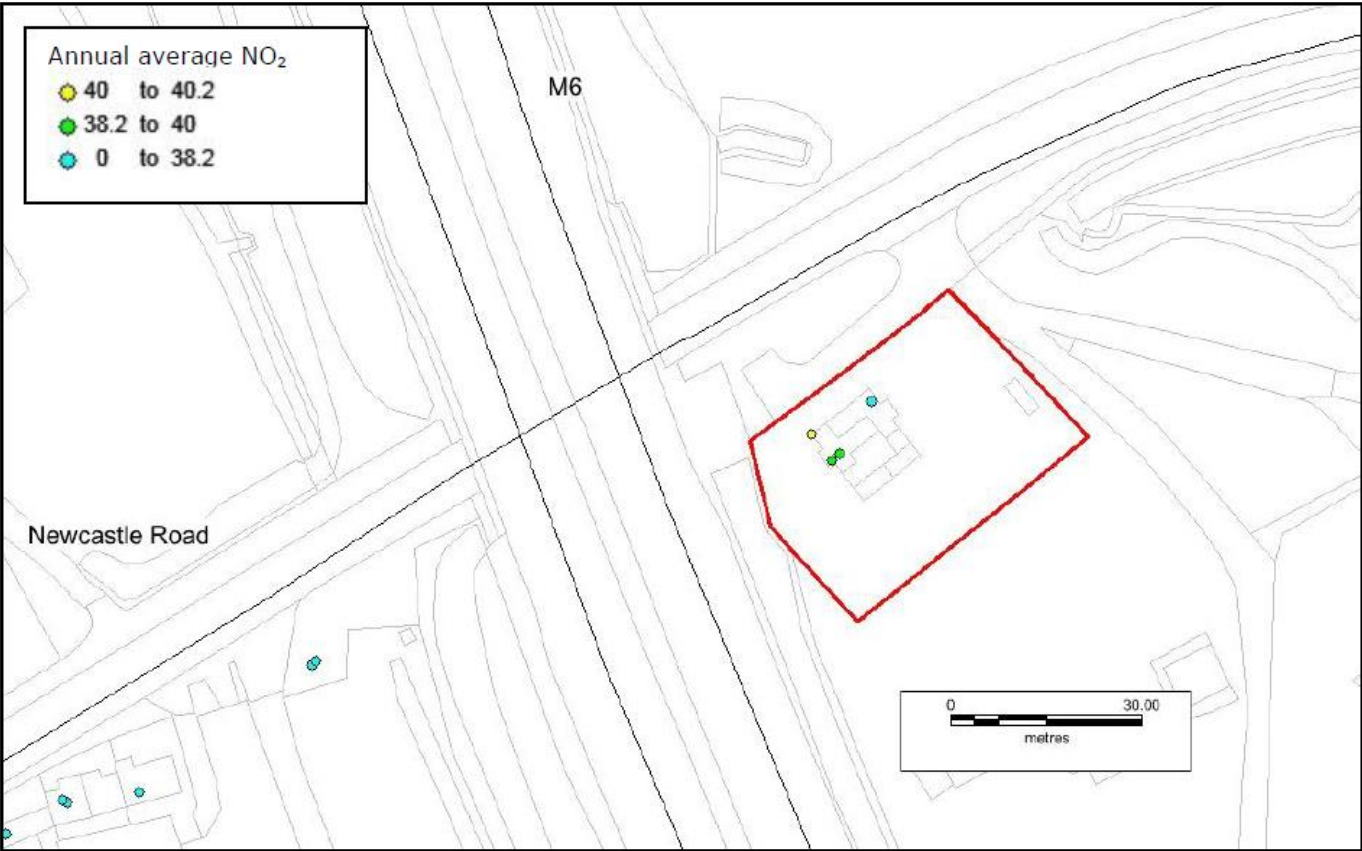 Annual average NO₂
40 to 40.2
38.2 to 40
0 to 38.2
M6
Newcastle Road
0 30.00
metres